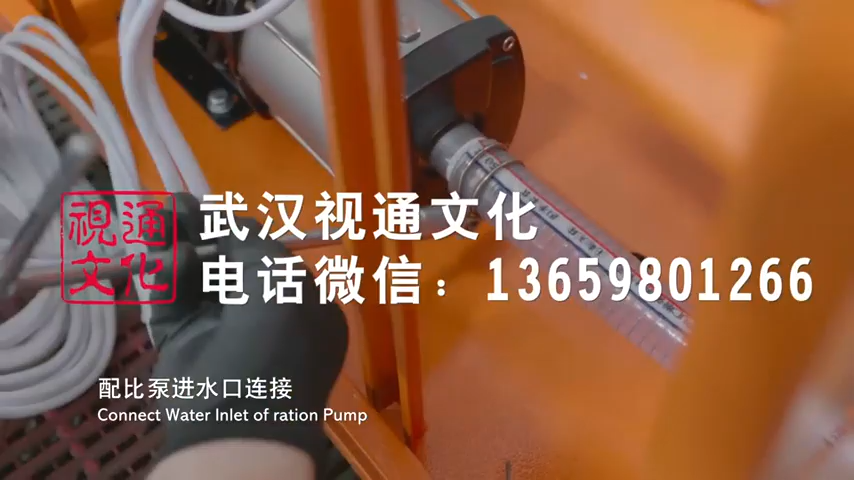 視通
文化
武汉视通文化
电话微信：13659801266
配比泵进水口连接
Connect Water Inlet of ration Pump